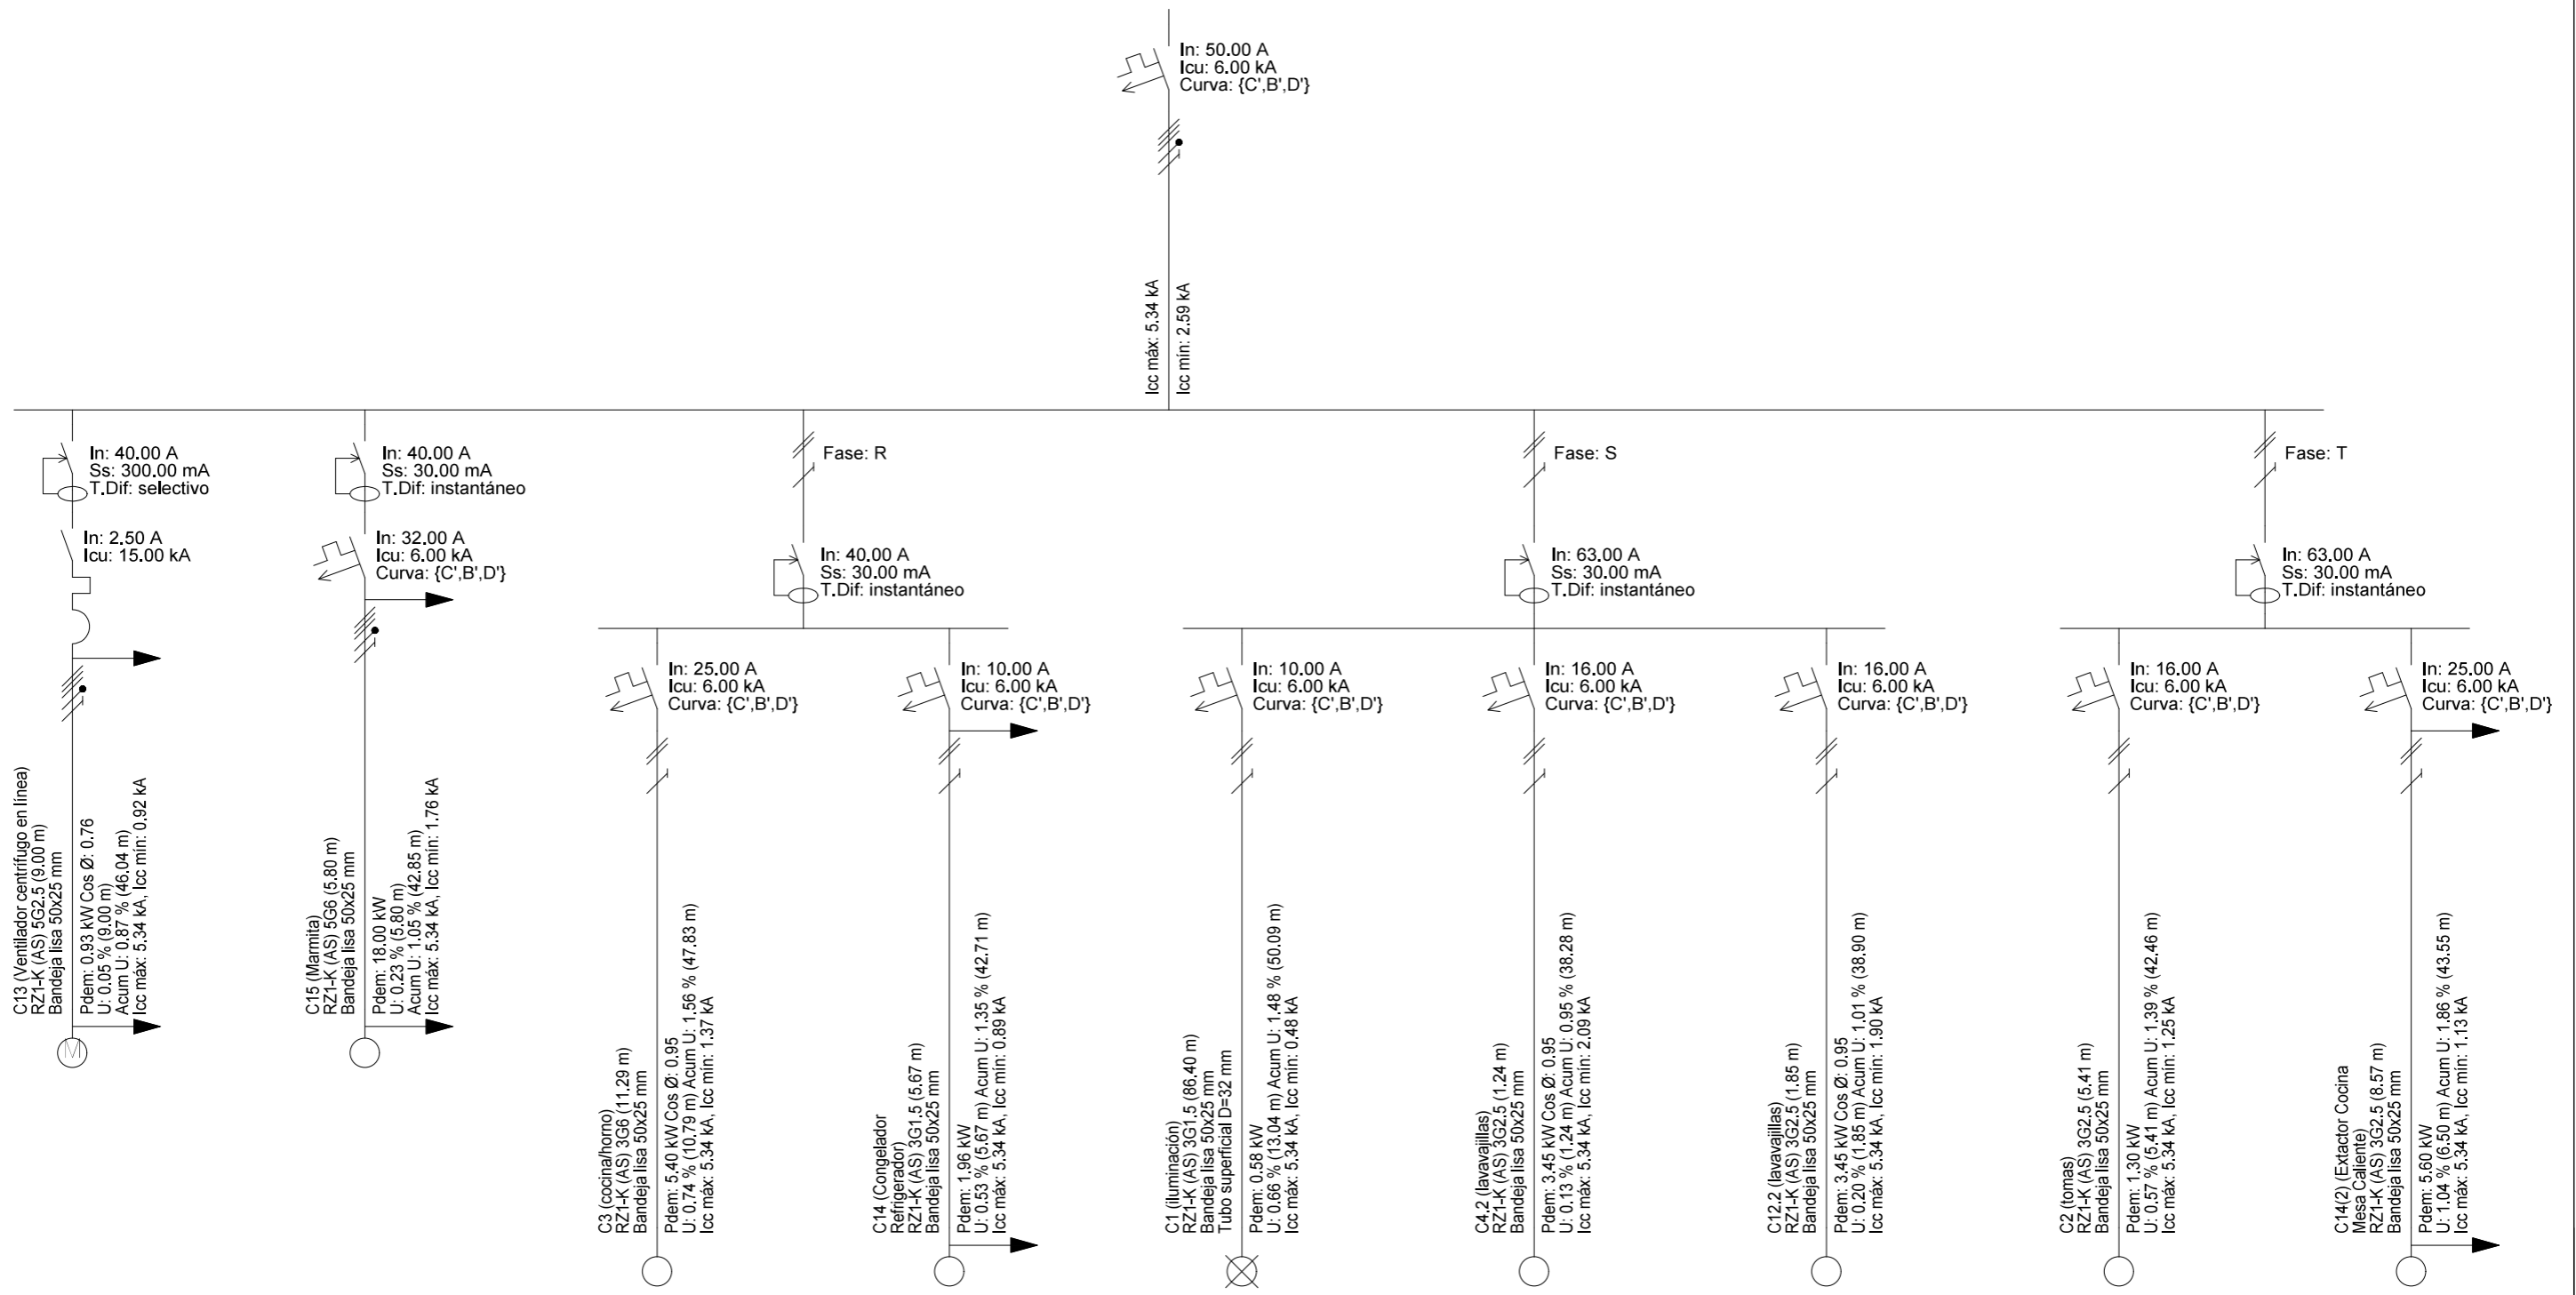 In: 50.00 A
Icu: 6.00 kA
Curva: {C',B',D'}
Icc máx: 5.34 kA
Icc mín: 2.59 kA
In: 40.00 A
Ss: 300.00 mA
T.Dif: selectivo
In: 2.50 A
Icu: 15.00 kA
C13 (Ventilador centrífugo en línea)
RZ1-K (AS) 5G2.5 (9.00 m)
Bandeja lisa 50x25 mm
Pdem: 0.93 kW Cos Ø: 0.76
U: 0.05 % (9.00 m)
Acum U: 0.87 % (46.04 m)
Icc máx: 5.34 kA, Icc mín: 0.92 kA
M
In: 40.00 A
Ss: 30.00 mA
T.Dif: instantáneo
In: 32.00 A
Icu: 6.00 kA
Curva: {C',B',D'}
C15 (Marmita)
RZ1-K (AS) 5G6 (5.80 m)
Bandeja lisa 50x25 mm
Pdem: 18.00 kW
U: 0.23 % (5.80 m)
Acum U: 1.05 % (42.85 m)
Icc máx: 5.34 kA, Icc mín: 1.76 kA
Fase: R
In: 40.00 A
Ss: 30.00 mA
T.Dif: instantáneo
In: 25.00 A
Icu: 6.00 kA
Curva: {C',B',D'}
C3 (cocina/horno)
RZ1-K (AS) 3G6 (11.29 m)
Bandeja lisa 50x25 mm
Pdem: 5.40 kW Cos Ø: 0.95
U: 0.74 % (10.79 m) Acum U: 1.56 % (47.83 m)
Icc máx: 5.34 kA, Icc mín: 1.37 kA
In: 10.00 A
Icu: 6.00 kA
Curva: {C',B',D'}
C14 (Congelador
Refrigerador)
RZ1-K (AS) 3G1.5 (5.67 m)
Bandeja lisa 50x25 mm
Pdem: 1.96 kW
U: 0.53 % (5.67 m) Acum U: 1.35 % (42.71 m)
Icc máx: 5.34 kA, Icc mín: 0.89 kA
Fase: S
In: 63.00 A
Ss: 30.00 mA
T.Dif: instantáneo
In: 10.00 A
Icu: 6.00 kA
Curva: {C',B',D'}
C1 (iluminación)
RZ1-K (AS) 3G1.5 (86.40 m)
Bandeja lisa 50x25 mm
Tubo superficial D=32 mm
Pdem: 0.58 kW
U: 0.66 % (13.04 m) Acum U: 1.48 % (50.09 m)
Icc máx: 5.34 kA, Icc mín: 0.48 kA
In: 16.00 A
Icu: 6.00 kA
Curva: {C',B',D'}
C4.2 (lavavajillas)
RZ1-K (AS) 3G2.5 (1.24 m)
Bandeja lisa 50x25 mm
Pdem: 3.45 kW Cos Ø: 0.95
U: 0.13 % (1.24 m) Acum U: 0.95 % (38.28 m)
Icc máx: 5.34 kA, Icc mín: 2.09 kA
In: 16.00 A
Icu: 6.00 kA
Curva: {C',B',D'}
C12.2 (lavavajillas)
RZ1-K (AS) 3G2.5 (1.85 m)
Bandeja lisa 50x25 mm
Pdem: 3.45 kW Cos Ø: 0.95
U: 0.20 % (1.85 m) Acum U: 1.01 % (38.90 m)
Icc máx: 5.34 kA, Icc mín: 1.90 kA
Fase: T
In: 63.00 A
Ss: 30.00 mA
T.Dif: instantáneo
In: 16.00 A
Icu: 6.00 kA
Curva: {C',B',D'}
C2 (tomas)
RZ1-K (AS) 3G2.5 (5.41 m)
Bandeja lisa 50x25 mm
Pdem: 1.30 kW
U: 0.57 % (5.41 m) Acum U: 1.39 % (42.46 m)
Icc máx: 5.34 kA, Icc mín: 1.25 kA
In: 25.00 A
Icu: 6.00 kA
Curva: {C',B',D'}
C14(2) (Extactor Cocina
Mesa Caliente)
RZ1-K (AS) 3G2.5 (8.57 m)
Bandeja lisa 50x25 mm
Pdem: 5.60 kW
U: 1.04 % (6.50 m) Acum U: 1.86 % (43.55 m)
Icc máx: 5.34 kA, Icc mín: 1.13 kA